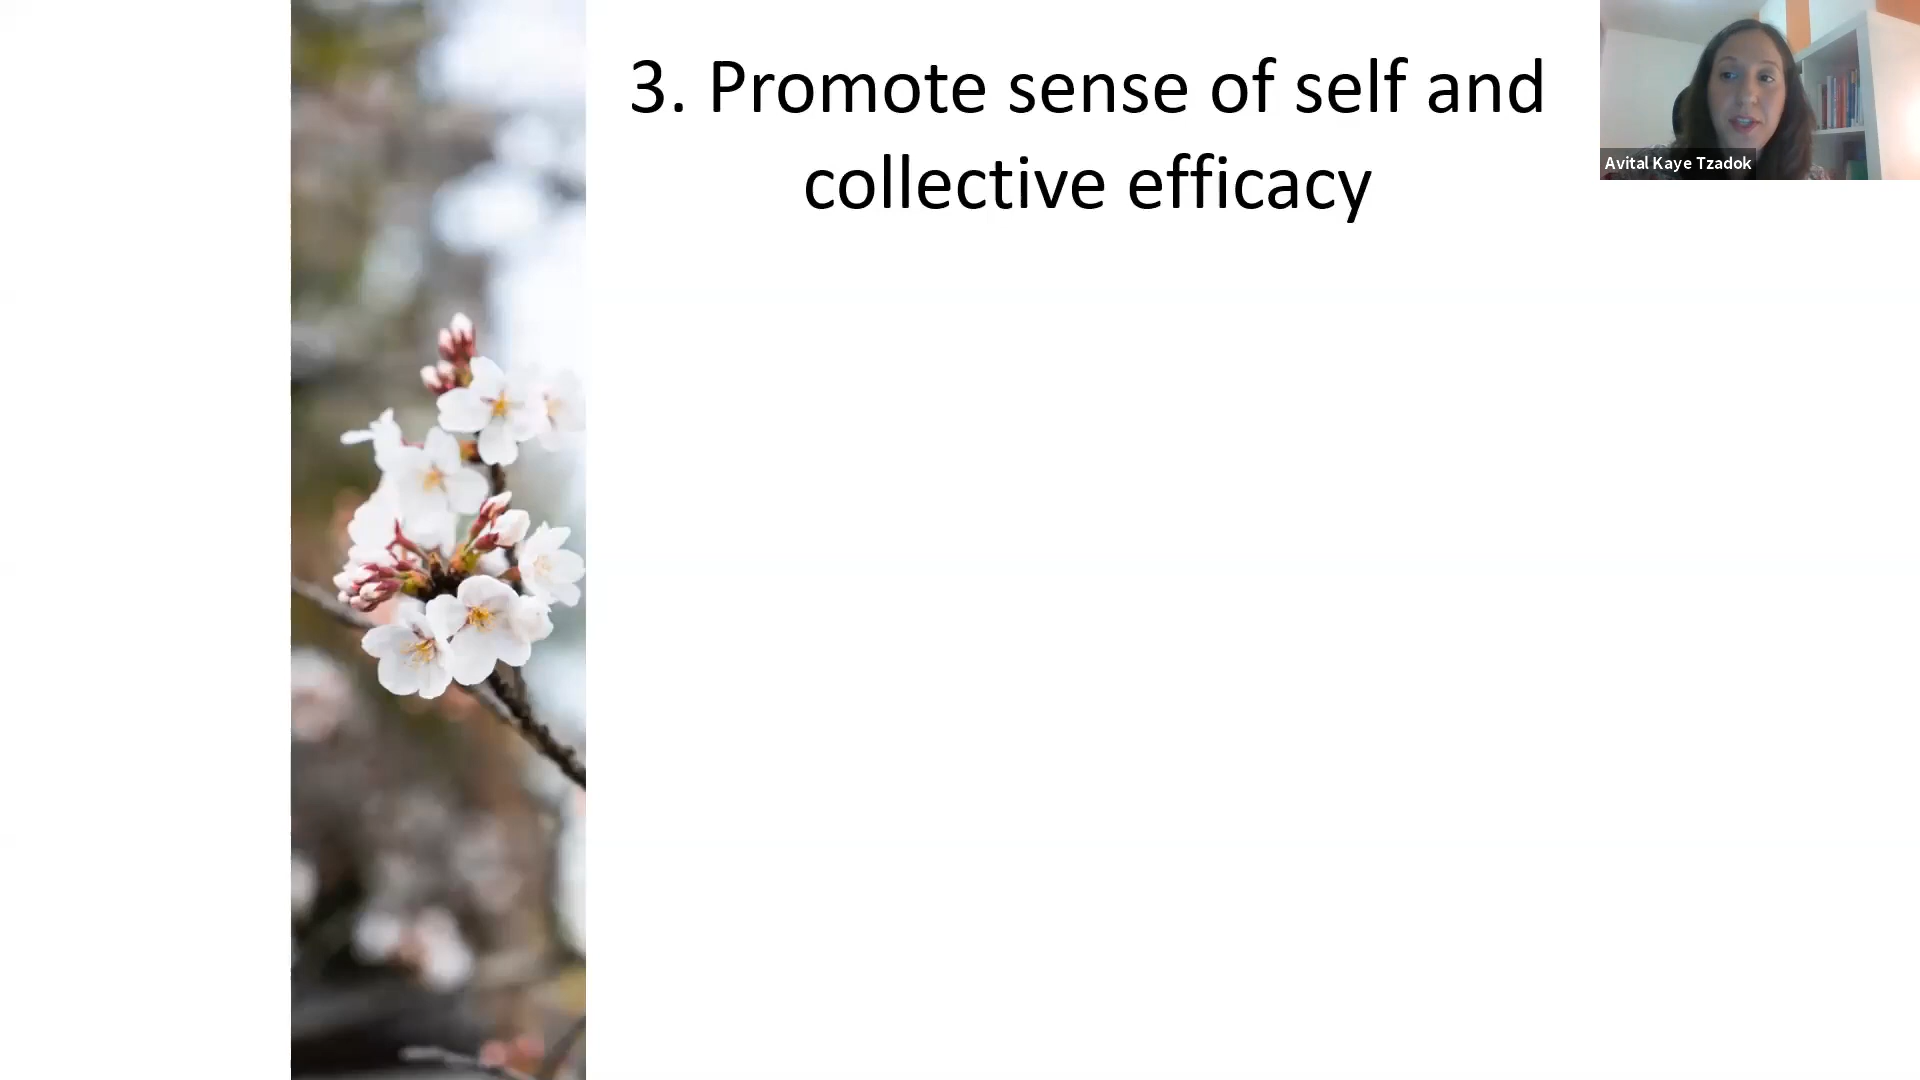 3. Promote sense of self and
collective efficacy
Avital Kaye Tzadok